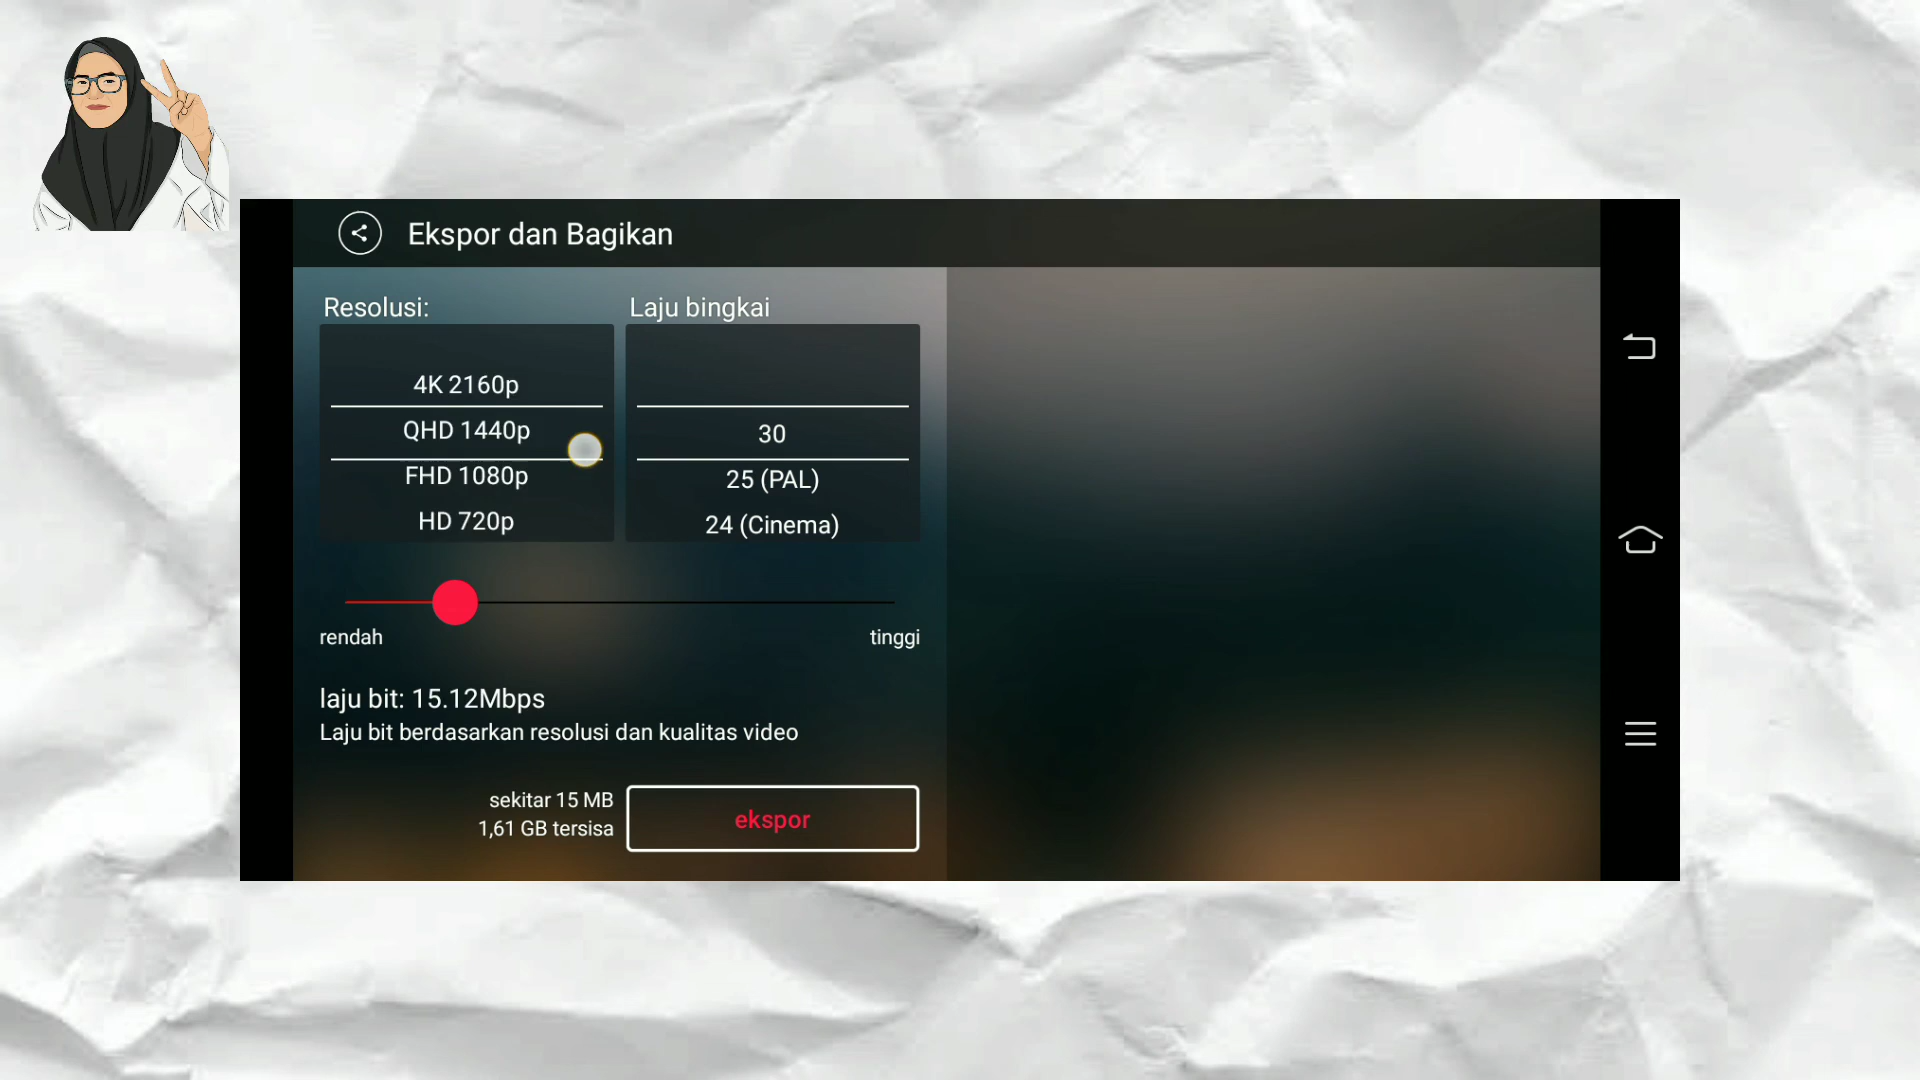 Ekspor dan Bagikan
Resolusi:
4K 2160p
QHD 1440p
FHD 1080p
HD 720p
Laju bingkai
30
25 (PAL)
24 (Cinema)
rendah
tinggi
laju bit: 15.12Mbps
Laju bit berdasarkan resolusi dan kualitas video
sekitar 15 MB
1,61 GB tersisa
ekspor